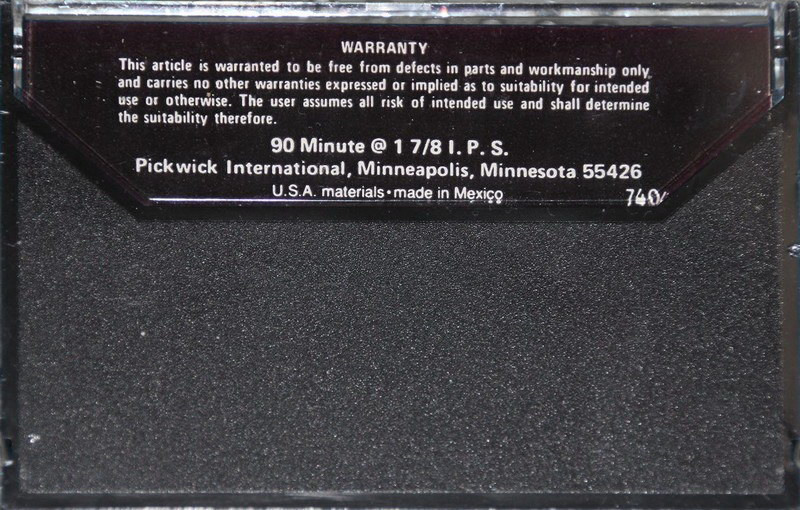 WARRANTY
This article is warranted to be free from defects in parts and workmanship only
and carries no other warranties expressed or implied as to suitability for intended
use or otherwise. The user assumes all risk of intended use and shall determine
the suitability therefore.
90 Minute @ 1 7/8 I. P. S.
Pickwick International, Minneapolis, Minnesota 55426
U.S.A. materials • made in Mexico